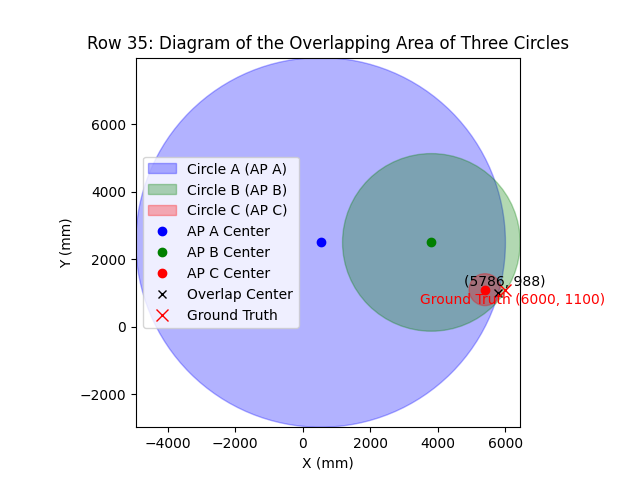 Row 35: Diagram of the Overlapping Area of Three Circles
Y (mm)
6000
4000
2000
0
−2000
Circle A (AP A)
Circle B (AP B)
Circle C (AP C)
AP A Center
AP B Center
AP C Center
Overlap Center
Ground Truth
(5786, 988)
Ground Truth (6000, 1100)
−4000
−2000
0
2000
4000
6000
X (mm)